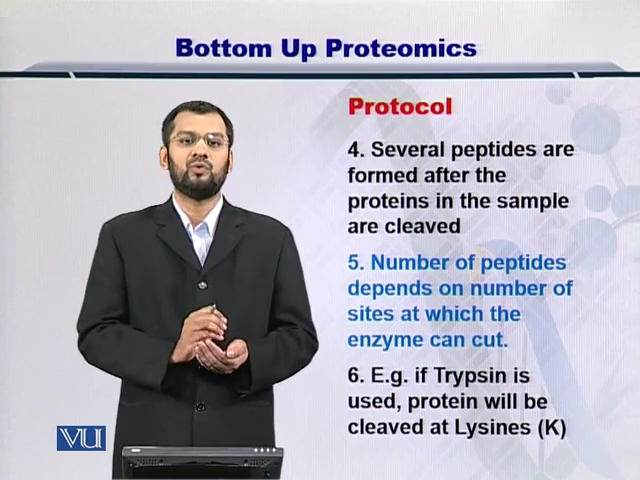 Bottom Up Proteomics
Protocol
4. Several peptides are
formed after the
proteins in the sample
are cleaved
5. Number of peptides
depends on number of
sites at which the
enzyme can cut.
6. E.g. if Trypsin is
used, protein will be
cleaved at Lysines (K)
VU